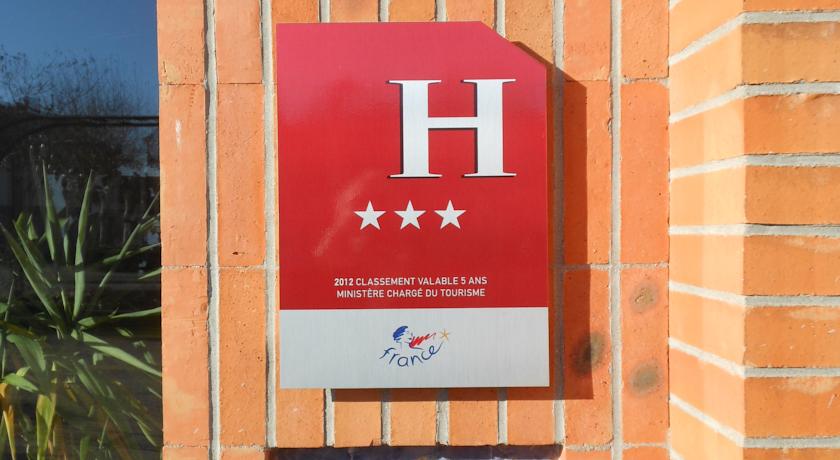 H
2012 CLASSEMENT VALABLE 5 ANS
MINISTÈRE CHARGÉ DU TOURISME
france